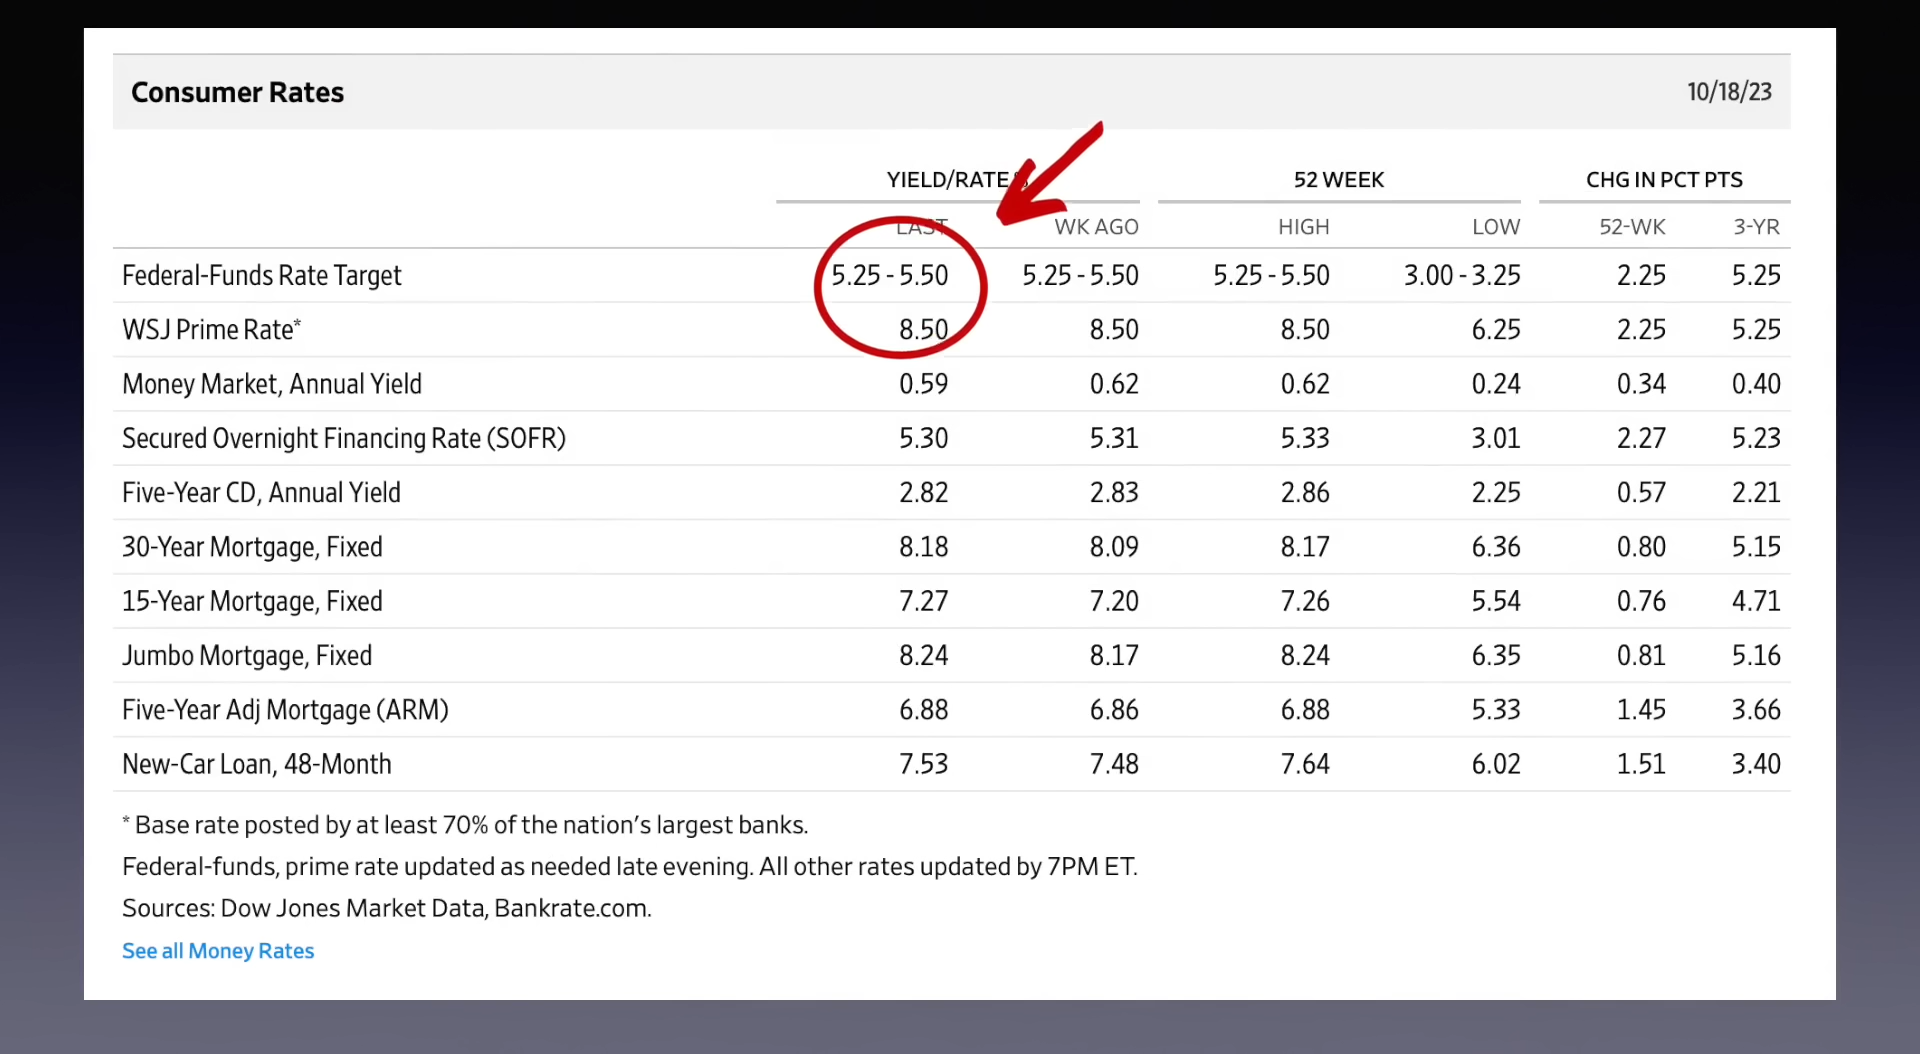 Consumer Rates 10/18/23
YIELD/RATE % 52 WEEK CHG IN PCT PTS
LAST WK AGO HIGH LOW 52-WK 3-YR
Federal-Funds Rate Target 5.25 - 5.50 5.25 - 5.50 5.25 - 5.50 3.00 - 3.25 2.25 5.25
WSJ Prime Rate* 8.50 8.50 8.50 6.25 2.25 5.25
Money Market, Annual Yield 0.59 0.62 0.62 0.24 0.34 0.40
Secured Overnight Financing Rate (SOFR) 5.30 5.31 5.33 3.01 2.27 5.23
Five-Year CD, Annual Yield 2.82 2.83 2.86 2.25 0.57 2.21
30-Year Mortgage, Fixed 8.18 8.09 8.17 6.36 0.80 5.15
15-Year Mortgage, Fixed 7.27 7.20 7.26 5.54 0.76 4.71
Jumbo Mortgage, Fixed 8.24 8.17 8.24 6.35 0.81 5.16
Five-Year Adj Mortgage (ARM) 6.88 6.86 6.88 5.33 1.45 3.66
New-Car Loan, 48-Month 7.53 7.48 7.64 6.02 1.51 3.40
* Base rate posted by at least 70% of the nation’s largest banks.
Federal-funds, prime rate updated as needed late evening. All other rates updated by 7PM ET.
Sources: Dow Jones Market Data, Bankrate.com.
See all Money Rates